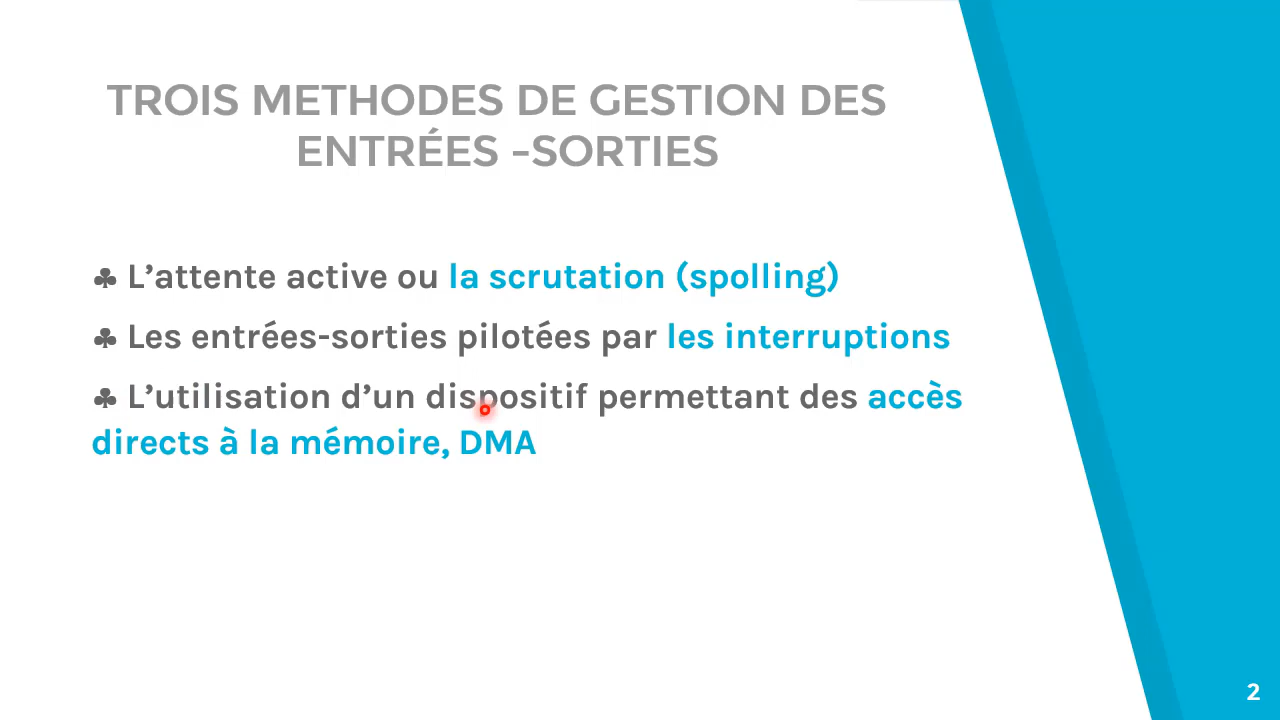 TROIS METHODES DE GESTION DES
ENTRÉES –SORTIES
♣ L’attente active ou la scrutation (spolling)
♣ Les entrées-sorties pilotées par les interruptions
♣ L’utilisation d’un dispositif permettant des accès
directs à la mémoire, DMA
2